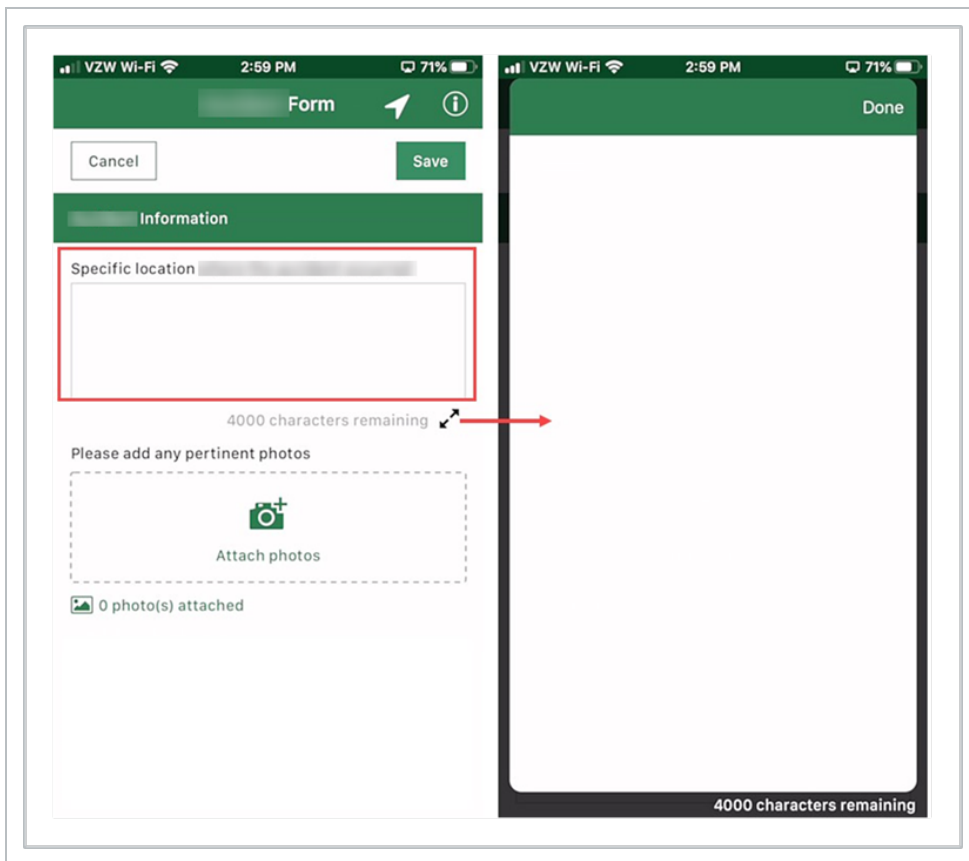 VZW Wi-Fi 2:59 PM 71%
Form
Cancel Save
Information
Specific location
4000 characters remaining
Please add any pertinent photos
Attach photos
0 photo(s) attached
VZW Wi-Fi 2:59 PM 71%
Done
4000 characters remaining